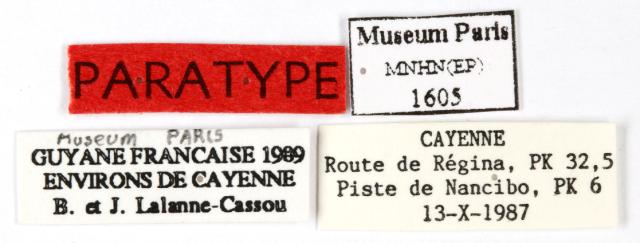 PARATYPE
Museum Paris
MNHN(EP)
1605
Museum PARIS
GUYANE FRANCAISE 1989
ENVIRONS DE CAYENNE
B. et J. Lalanne-Cassou
CAYENNE
Route de Régina, PK 32,5
Piste de Nancibo, PK 6
13-X-1987